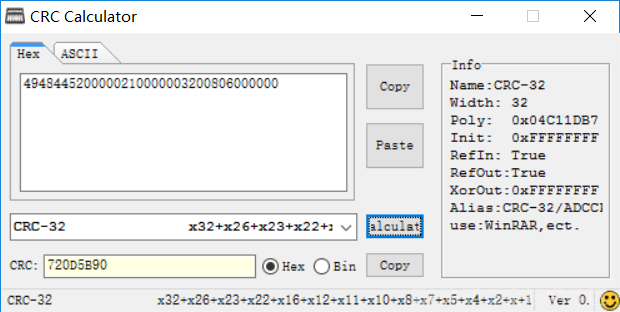 CRC Calculator
Hex
ASCII
4948445200000210000003200806000000
Copy
Paste
CRC-32 x32+x26+x23+x22+
alculat
CRC: 720D5B90
Hex
Bin
Copy
Info
Name:CRC-32
Width: 32
Poly: 0x04C11DB7
Init: 0xFFFFFFFF
RefIn: True
RefOut:True
XorOut:0xFFFFFFFF
Alias:CRC-32/ADCC
use:WinRAR,ect.
CRC-32 x32+x26+x23+x22+x16+x12+x11+x10+x8+x7+x5+x4+x2+x+1 Ver 0.